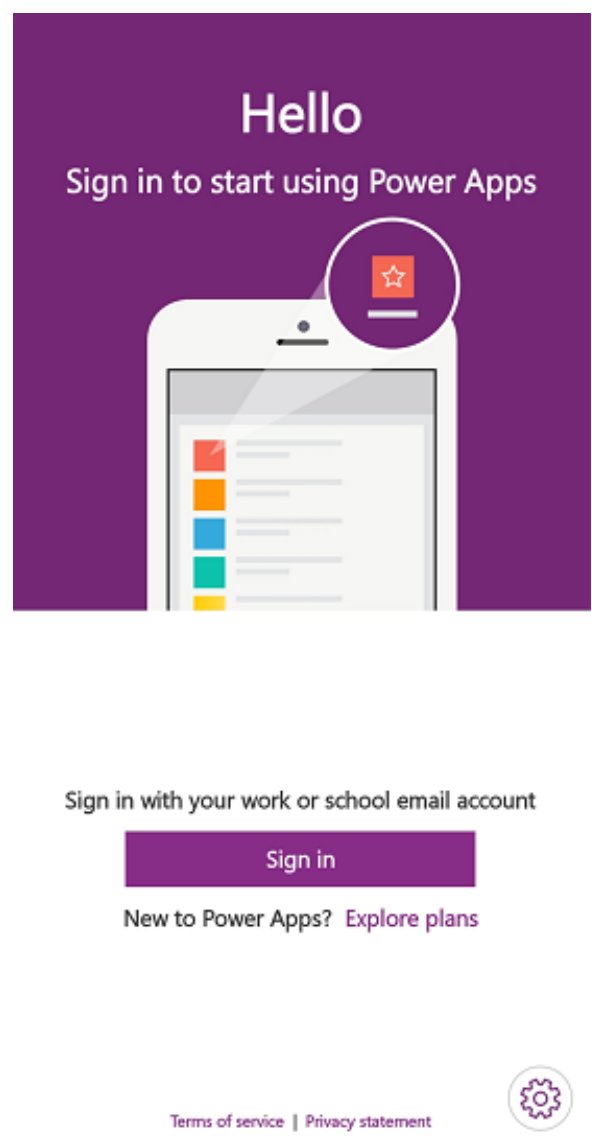 Hello
Sign in to start using Power Apps
Sign in with your work or school email account
Sign in
New to Power Apps? Explore plans
Terms of service | Privacy statement